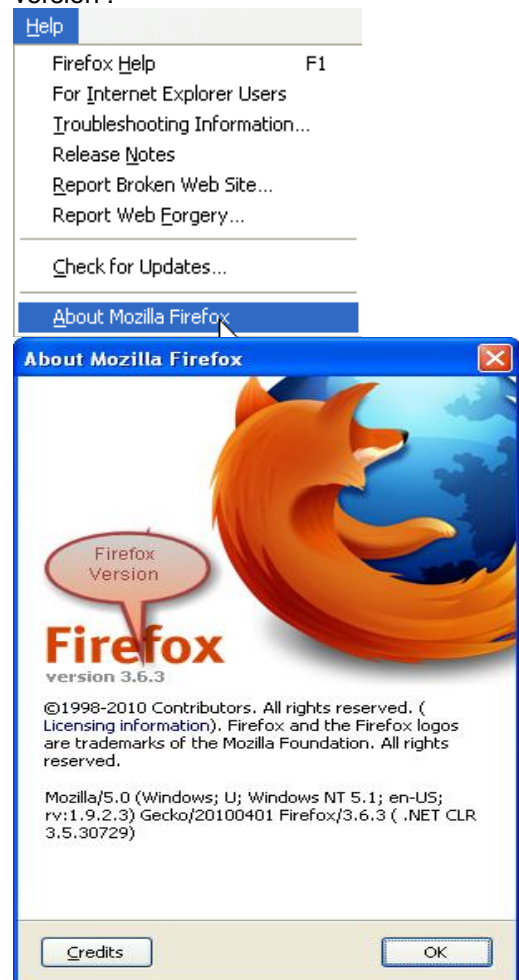 version :
Help
Firefox Help F1
For Internet Explorer Users
Troubleshooting Information...
Release Notes
Report Broken Web Site...
Report Web Forgery...
Check for Updates...
About Mozilla Firefox
About Mozilla Firefox
Firefox
Version
Firefox
version 3.6.3
©1998-2010 Contributors. All rights reserved. (
Licensing information). Firefox and the Firefox logos
are trademarks of the Mozilla Foundation. All rights
reserved.
Mozilla/5.0 (Windows; U; Windows NT 5.1; en-US;
rv:1.9.2.3) Gecko/20100401 Firefox/3.6.3 ( .NET CLR
3.5.30729)
Credits OK